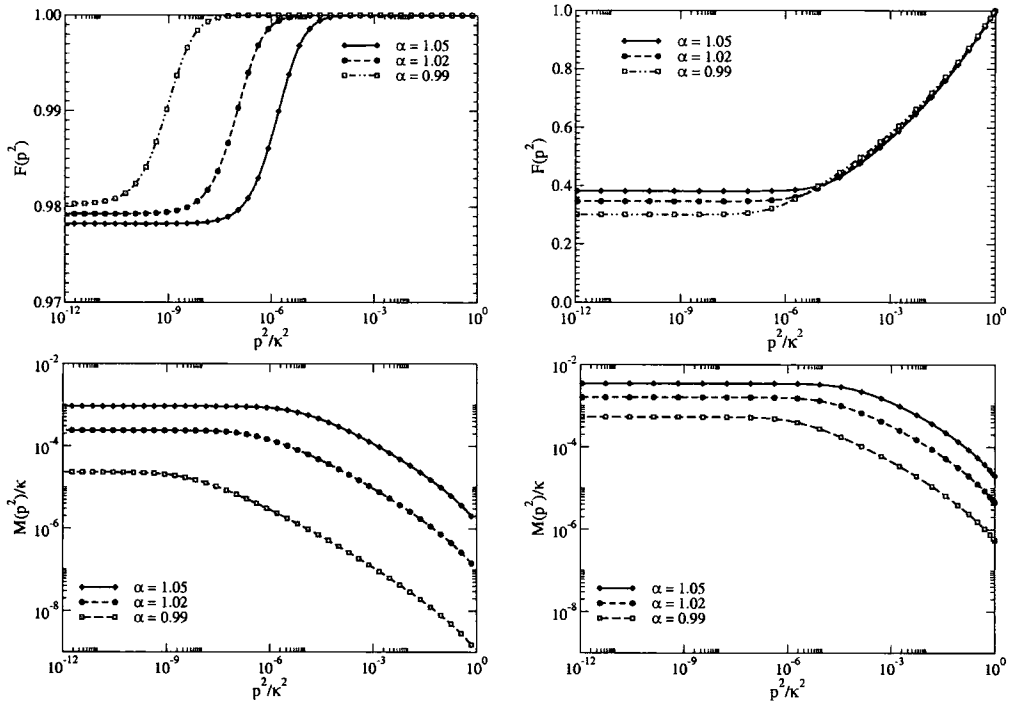 1.00
0.99
0.98
0.97
F(p²)
α = 1.05
α = 1.02
α = 0.99
10⁻¹² 10⁻⁹ 10⁻⁶ 10⁻³ 10⁰
p²/κ²
1.0
0.8
0.6
0.4
0.2
0.0
F(p²)
α = 1.05
α = 1.02
α = 0.99
10⁻¹² 10⁻⁹ 10⁻⁶ 10⁻³ 10⁰
p²/κ²
10⁻²
10⁻⁴
10⁻⁶
10⁻⁸
M(p²)/κ
α = 1.05
α = 1.02
α = 0.99
10⁻¹² 10⁻⁹ 10⁻⁶ 10⁻³ 10⁰
p²/κ²
10⁻²
10⁻⁴
10⁻⁶
10⁻⁸
M(p²)/κ
α = 1.05
α = 1.02
α = 0.99
10⁻¹² 10⁻⁹ 10⁻⁶ 10⁻³ 10⁰
p²/κ²